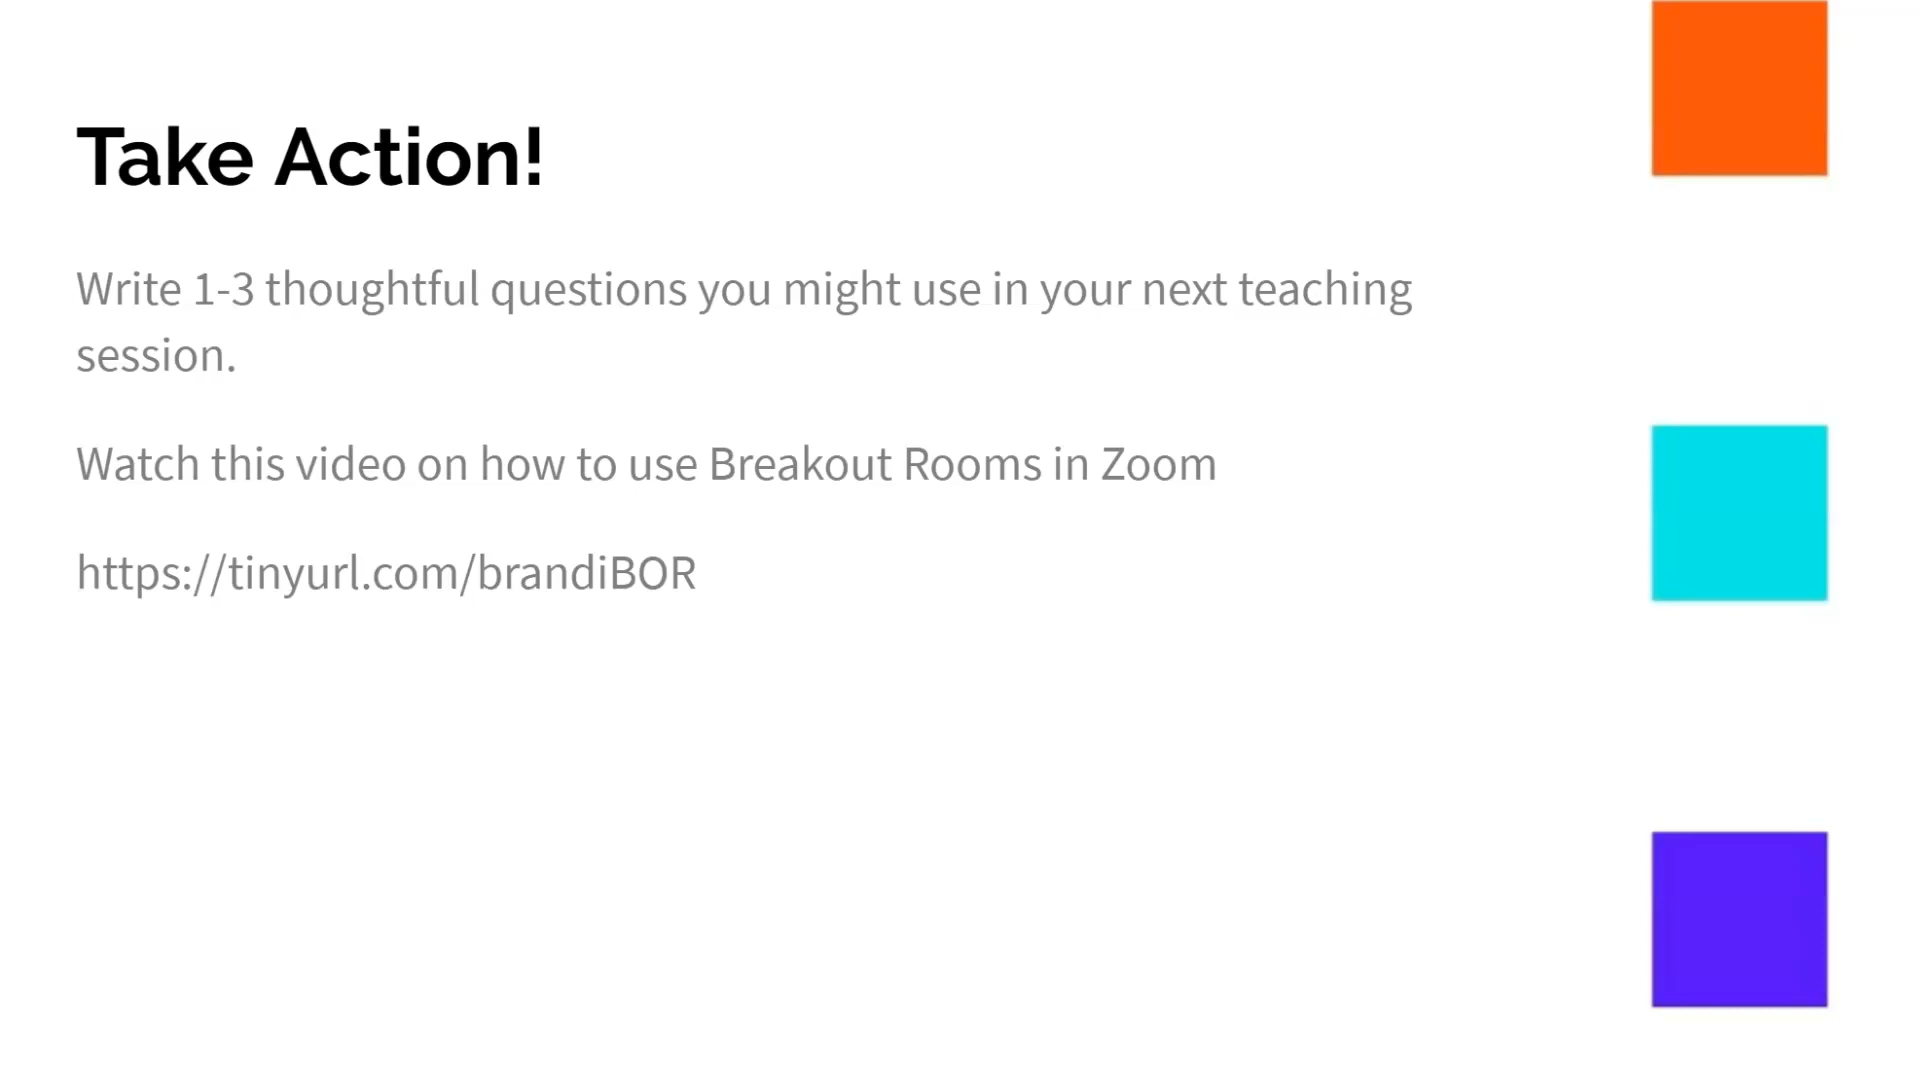 Take Action!
Write 1-3 thoughtful questions you might use in your next teaching
session.
Watch this video on how to use Breakout Rooms in Zoom
https://tinyurl.com/brandiBOR